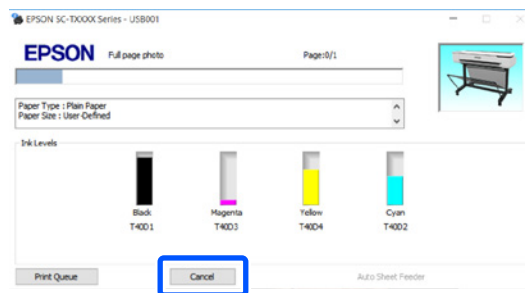 EPSON SC-TXXXX Series - USB001
EPSON Full page photo Page:0/1
Paper Type : Plain Paper
Paper Size : User-Defined
Ink Levels
Black Magenta Yellow Cyan
T40D1 T40D3 T40D4 T40D2
Print Queue Cancel Auto Sheet Feeder